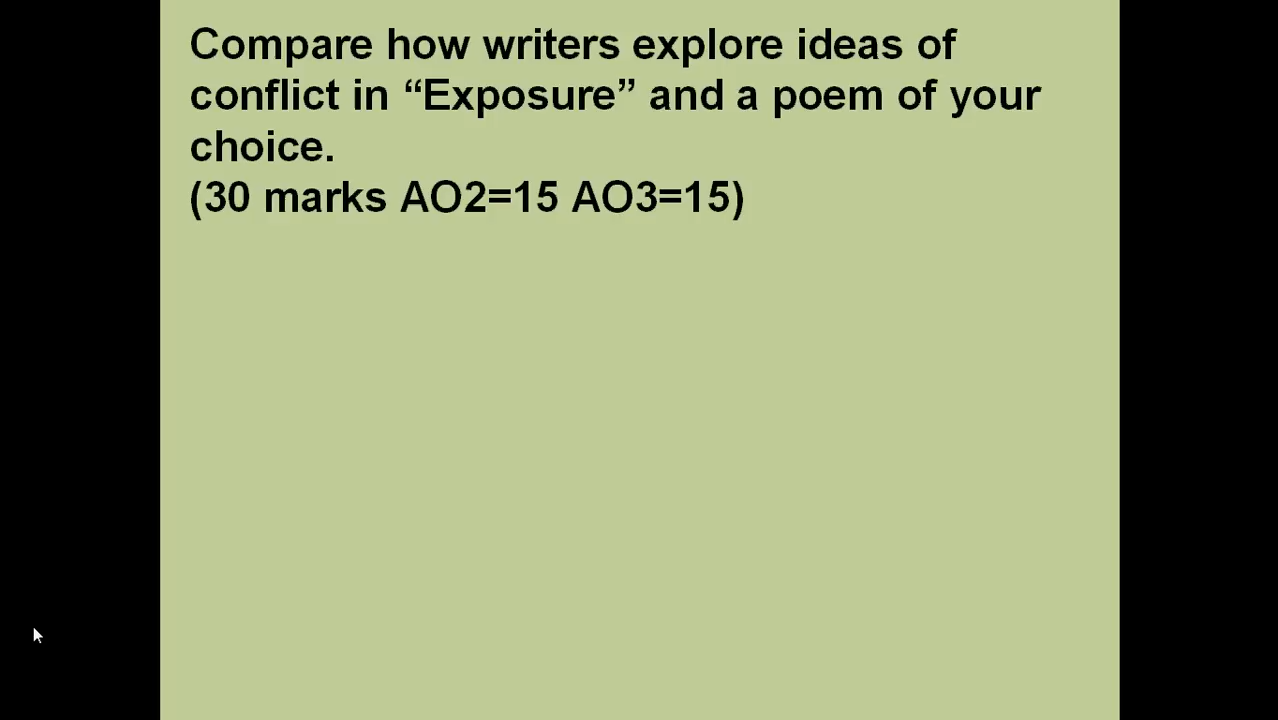 Compare how writers explore ideas of
conflict in “Exposure” and a poem of your
choice.
(30 marks AO2=15 AO3=15)